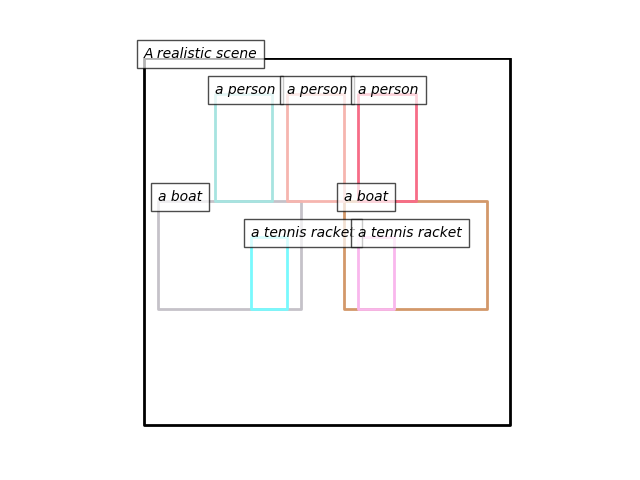 A realistic scene
a person
a person
a person
a boat
a boat
a tennis racket
a tennis racket